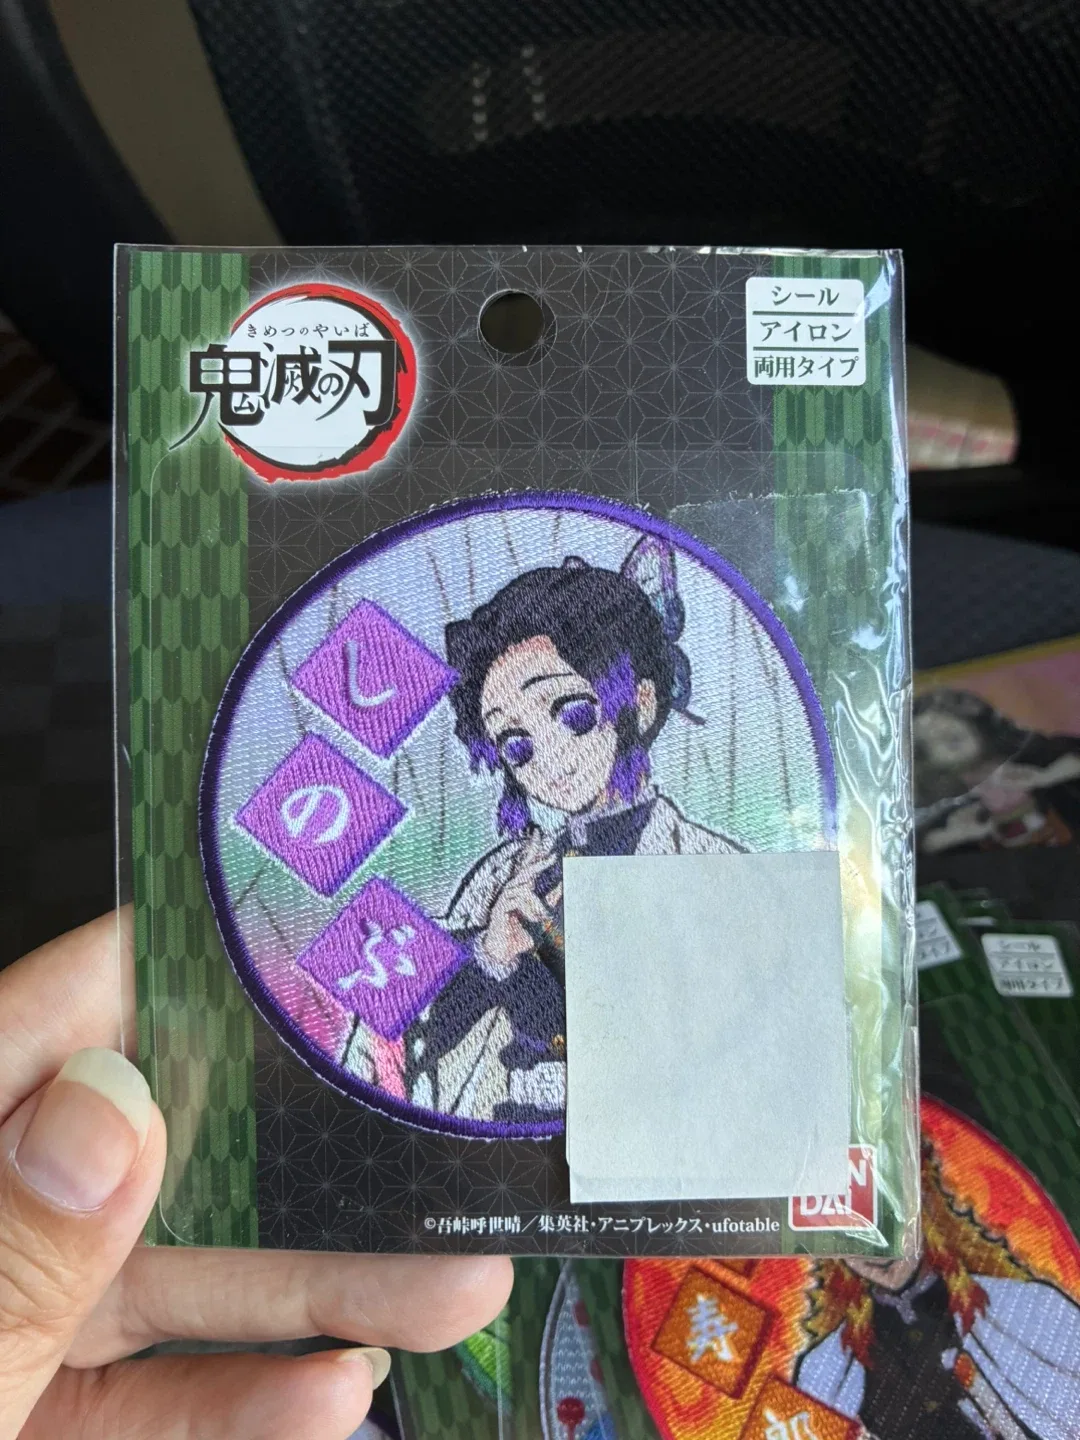 きめつのやいば
鬼滅の刃
シール
アイロン
両用タイプ
し
の
ぶ
©吾峠呼世晴／集英社・アニプレックス・ufotable
寿
郎